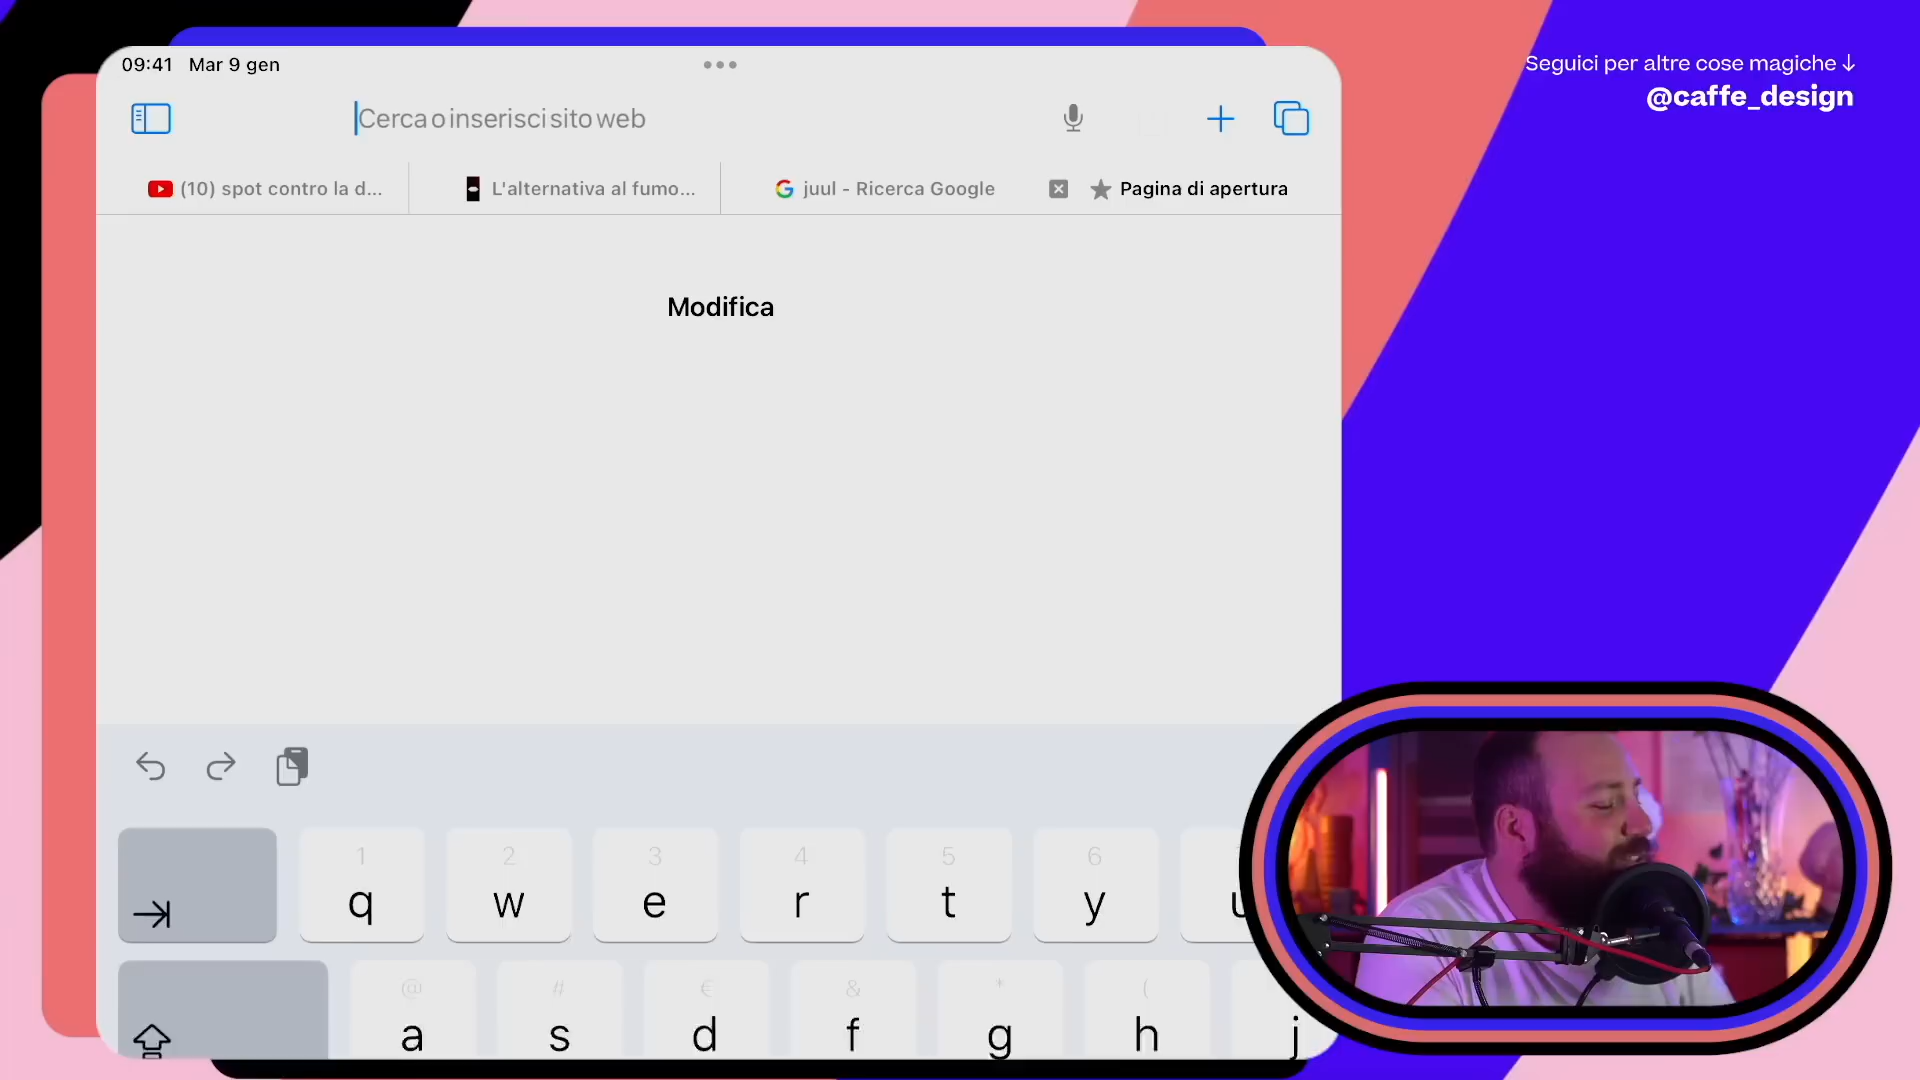 Seguici per altre cose magiche ↓
@caffe_design
09:41 Mar 9 gen
Cerca o inserisci sito web
(10) spot contro la d...
L'alternativa al fumo...
juul - Ricerca Google
Pagina di apertura
Modifica
1 2 3 4 5 6
q w e r t y u
@ # € & * (
a s d f g h j